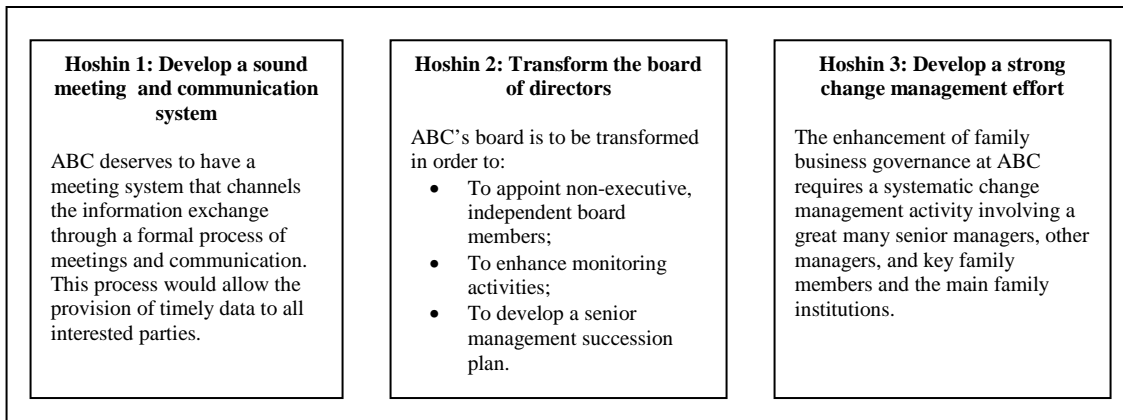 Hoshin 1: Develop a sound
meeting and communication
system
ABC deserves to have a
meeting system that channels
the information exchange
through a formal process of
meetings and communication.
This process would allow the
provision of timely data to all
interested parties.
Hoshin 2: Transform the board
of directors
ABC's board is to be transformed
in order to:
• To appoint non-executive,
independent board
members;
• To enhance monitoring
activities;
• To develop a senior
management succession
plan.
Hoshin 3: Develop a strong
change management effort
The enhancement of family
business governance at ABC
requires a systematic change
management activity involving a
great many senior managers, other
managers, and key family
members and the main family
institutions.